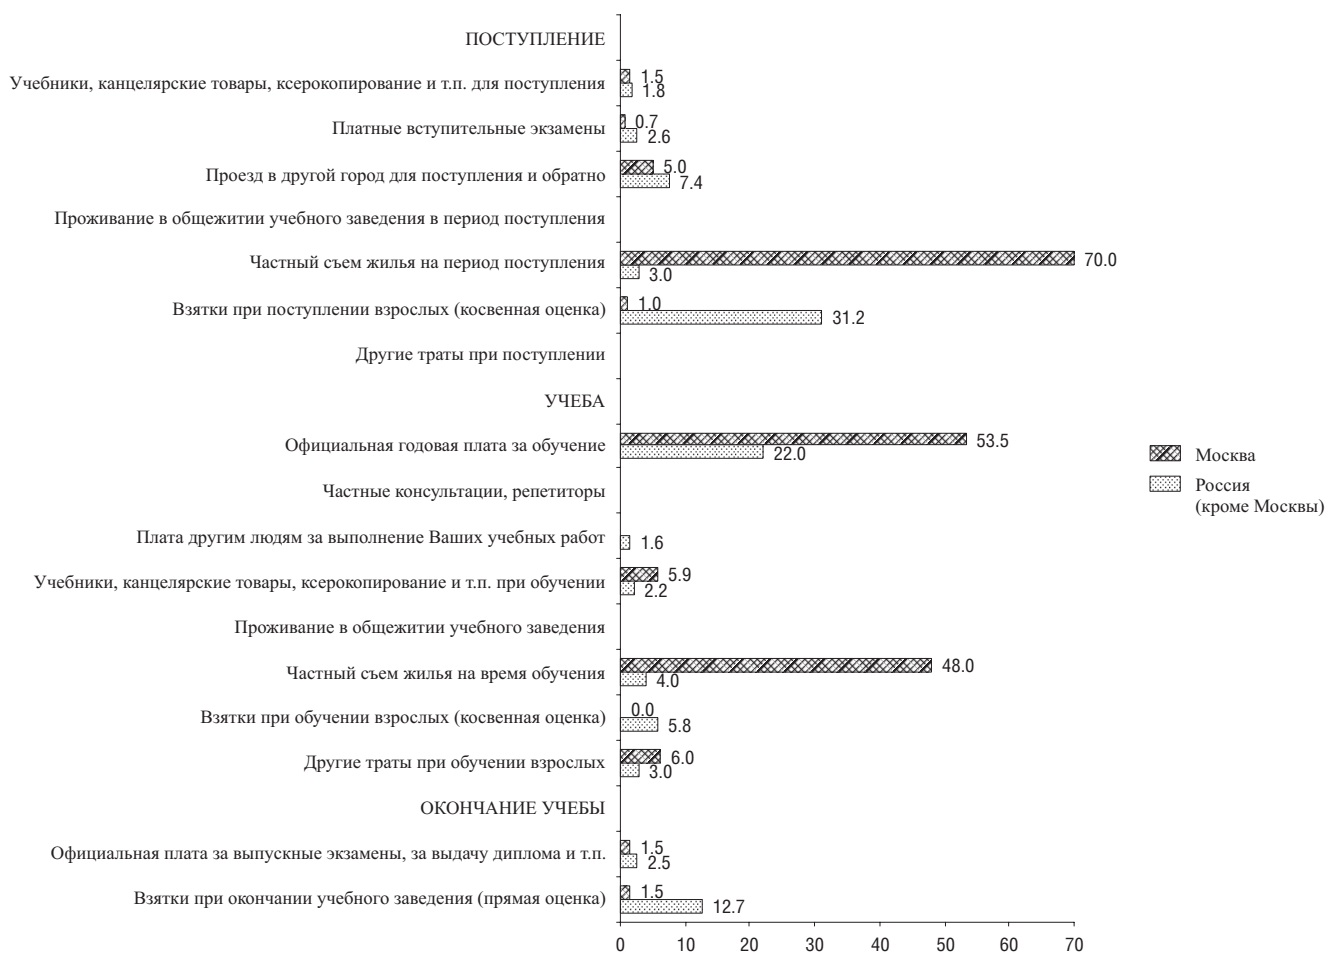 ПОСТУПЛЕНИЕ
Учебники, канцелярские товары, ксерокопирование и т.п. для поступления
1.5
1.8
Платные вступительные экзамены
0.7
2.6
Проезд в другой город для поступления и обратно
5.0
7.4
Проживание в общежитии учебного заведения в период поступления
Частный съем жилья на период поступления
70.0
3.0
Взятки при поступлении взрослых (косвенная оценка)
1.0
31.2
Другие траты при поступлении
УЧЕБА
Официальная годовая плата за обучение
53.5
22.0
Частные консультации, репетиторы
Плата другим людям за выполнение Ваших учебных работ
1.6
Учебники, канцелярские товары, ксерокопирование и т.п. при обучении
5.9
2.2
Проживание в общежитии учебного заведения
Частный съем жилья на время обучения
48.0
4.0
Взятки при обучении взрослых (косвенная оценка)
0.0
5.8
Другие траты при обучении взрослых
6.0
3.0
ОКОНЧАНИЕ УЧЕБЫ
Официальная плата за выпускные экзамены, за выдачу диплома и т.п.
1.5
2.5
Взятки при окончании учебного заведения (прямая оценка)
1.5
12.7
0 10 20 30 40 50 60 70
Москва
Россия
(кроме Москвы)